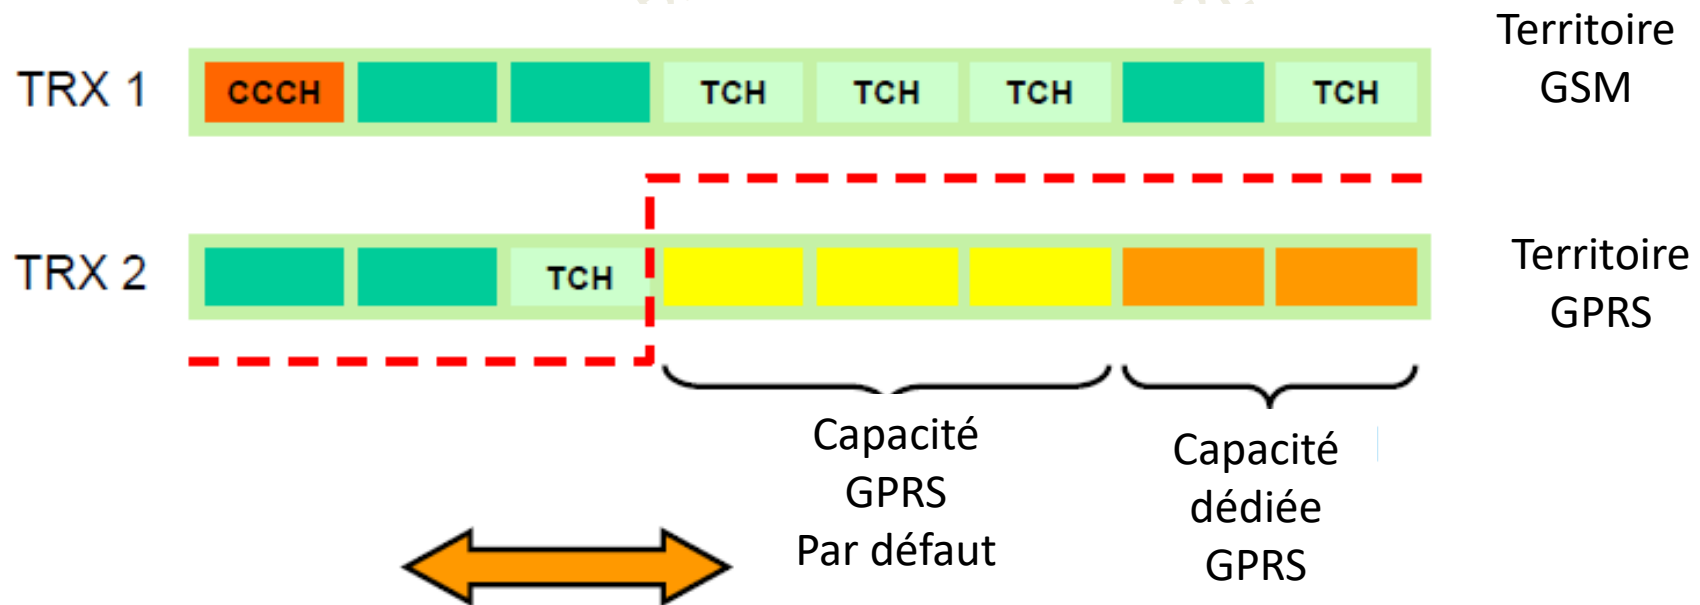 Territoire
GSM
TRX 1 CCCH TCH TCH TCH TCH
TRX 2 TCH
Territoire
GPRS
Capacité
GPRS
Par défaut
Capacité
dédiée
GPRS